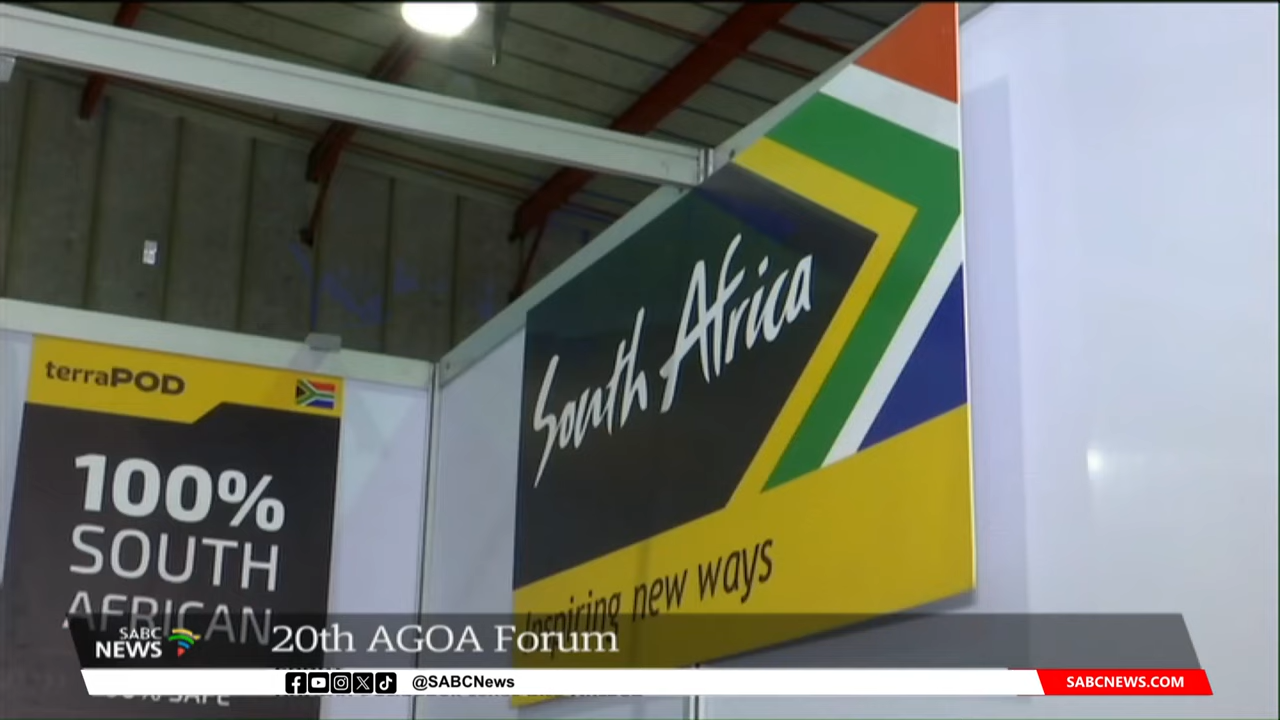 terraPOD
100%
SOUTH
AFRICAN
South Africa
Inspiring new ways
SABC
NEWS
20th AGOA Forum
@SABCNews
SABCNEWS.COM